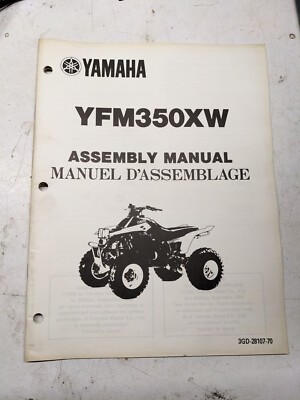 YAMAHA
YFM350XW
ASSEMBLY MANUAL
MANUEL D'ASSEMBLAGE
3GD-28107-70